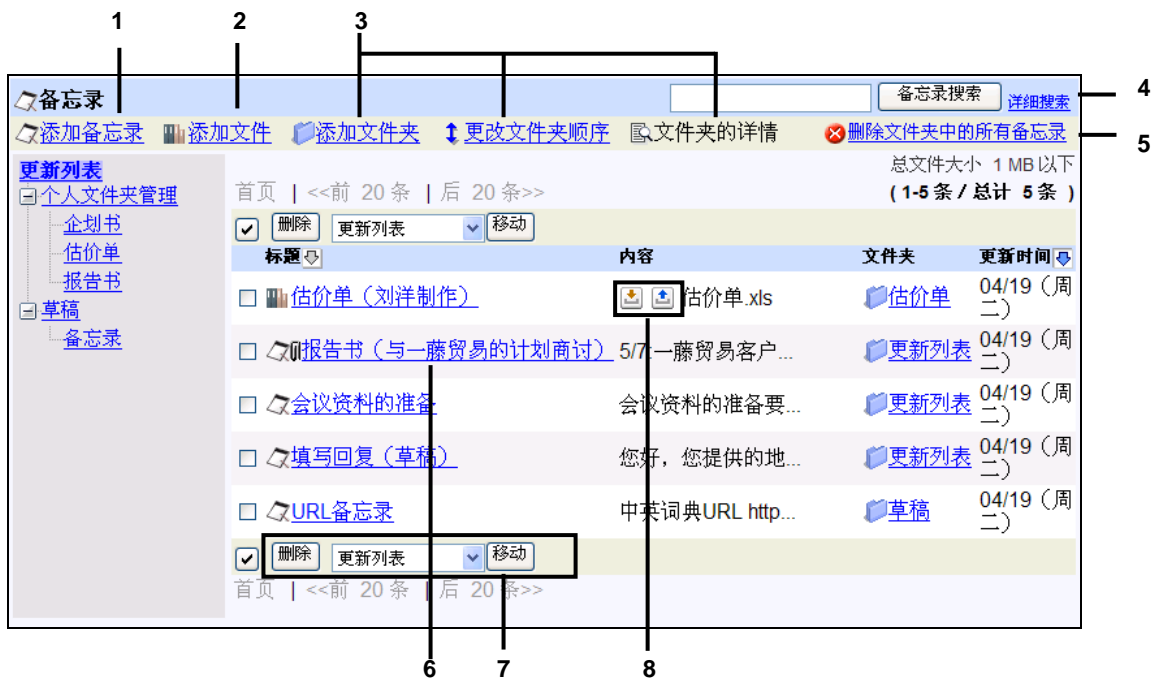 1 2 3
备忘录 备忘录搜索 详细搜索 4
添加备忘录 添加文件 添加文件夹 更改文件夹顺序 文件夹的详情 删除文件夹中的所有备忘录 5
更新列表
个人文件夹管理
企划书
估价单
报告书
草稿
备忘录
总文件大小 1 MB以下
首页 | <<前 20 条 | 后 20 条>> (1-5条 / 总计 5条 )
删除 更新列表 移动
标题 内容 文件夹 更新时间
估价单（刘洋制作） 估价单.xls 估价单 04/19（周
二）
报告书（与一藤贸易的计划商讨） 5/7:一藤贸易客户... 更新列表 04/19（周
二）
会议资料的准备 会议资料的准备要... 更新列表 04/19（周
二）
填写回复（草稿） 您好，您提供的地... 更新列表 04/19（周
二）
URL备忘录 中英词典URL http... 草稿 04/19（周
二）
删除 更新列表 移动
首页 | <<前 20 条 | 后 20 条>>
6 7 8